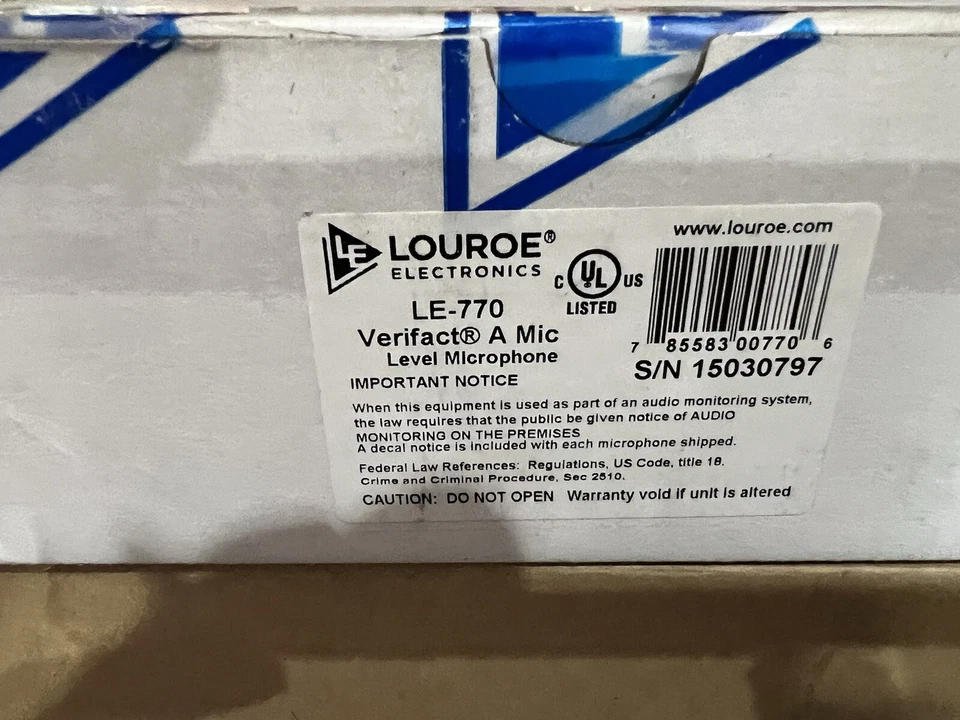 LE LOUROE®
ELECTRONICS
C UL US
LISTED
www.louroe.com
LE-770
Verifact® A Mic
Level MIcrophone
7 85583 00770 6
S/N 15030797
IMPORTANT NOTICE
When this equipment is used as part of an audio monitoring system,
the law requires that the public be given notice of AUDIO
MONITORING ON THE PREMISES
A decal notice is included with each microphone shipped.
Federal Law References: Regulations, US Code, title 18.
Crime and Criminal Procedure, Sec 2510.
CAUTION: DO NOT OPEN Warranty void if unit is altered